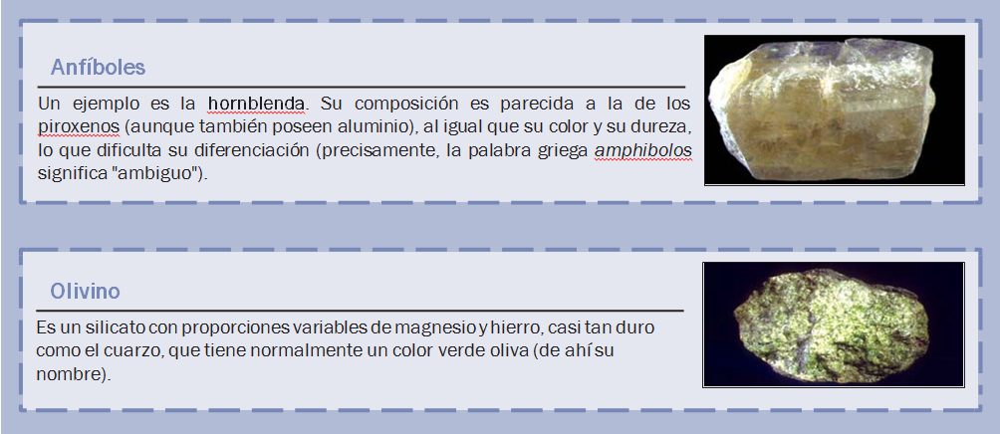 Anfíboles
Un ejemplo es la hornblenda. Su composición es parecida a la de los
piroxenos (aunque también poseen aluminio), al igual que su color y su dureza,
lo que dificulta su diferenciación (precisamente, la palabra griega amphibolos
significa "ambiguo").
Olivino
Es un silicato con proporciones variables de magnesio y hierro, casi tan duro
como el cuarzo, que tiene normalmente un color verde oliva (de ahí su
nombre).